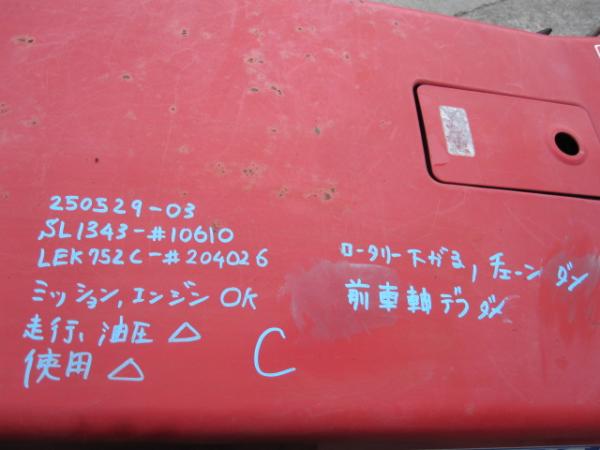 250529-03
SL1343-#10610
LEK752C-#204026
ミッション,エンジン OK
走行、油圧 △
使用 △
C
ロータリー下がる,チェーン ダメ
前車軸デフ ダメ